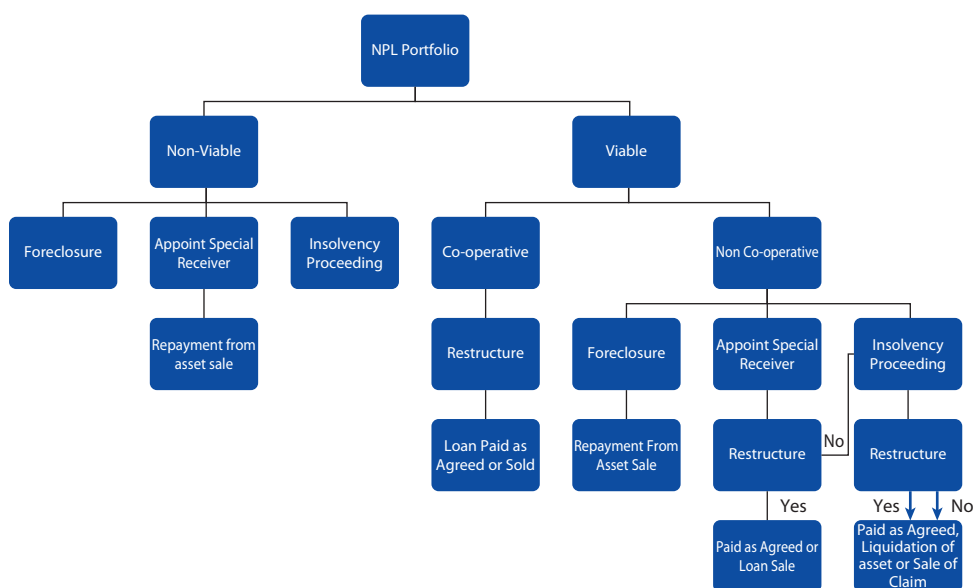 NPL Portfolio
Non-Viable
Viable
Foreclosure
Appoint Special
Receiver
Insolvency
Proceeding
Co-operative
Non Co-operative
Repayment from
asset sale
Restructure
Foreclosure
Appoint Special
Receiver
Insolvency
Proceeding
Loan Paid as
Agreed or Sold
Repayment From
Asset Sale
Restructure
No
Restructure
Yes
Yes
No
Paid as Agreed or
Loan Sale
Paid as Agreed,
Liquidation of
asset or Sale of
Claim